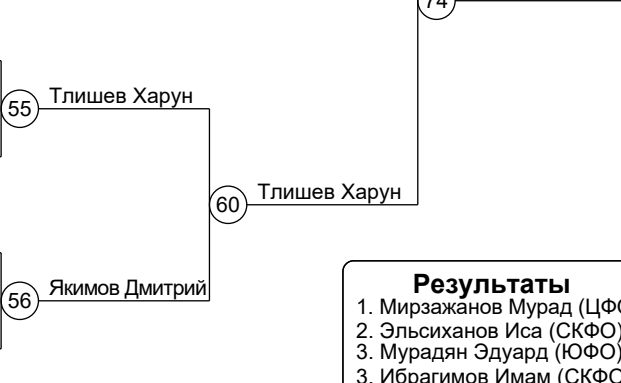 74
Тлишев Харун
55
Тлишев Харун
60
Якимов Дмитрий
56
Результаты
1. Мирзажанов Мурад (ЦФО
2. Эльсиханов Иса (СКФО)
3. Мурадян Эдуард (ЮФО)
3. Ибрагимов Имам (СКФО